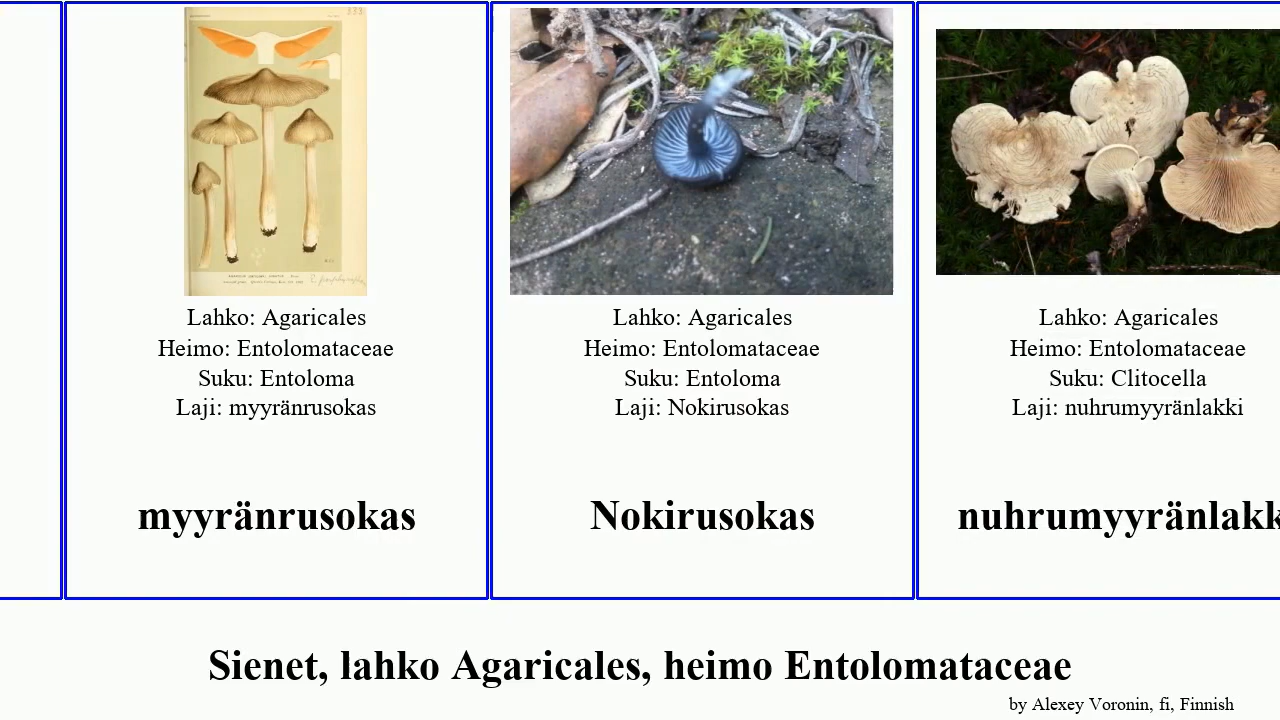 Lahko: Agaricales
Heimo: Entolomataceae
Suku: Entoloma
Laji: myyränrusokas
myyränrusokas
Lahko: Agaricales
Heimo: Entolomataceae
Suku: Entoloma
Laji: Nokirusokas
Nokirusokas
Lahko: Agaricales
Heimo: Entolomataceae
Suku: Clitocella
Laji: nuhrumyyränlakki
nuhrumyyränlakk
Sienet, lahko Agaricales, heimo Entolomataceae
by Alexey Voronin, fi, Finnish